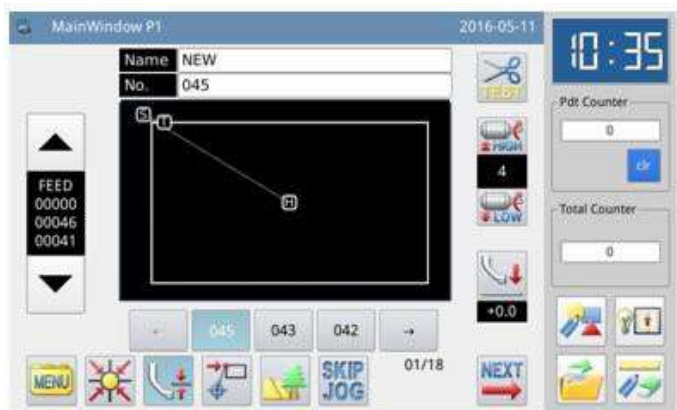 MainWindow P1
2016-05-11
10:35
Name NEW
No. 045
TEST
HIGH
4
LOW
+0.0
Pdt Counter
0
clr
Total Counter
0
FEED
00000
00046
00041
S
T
H
←
045
043
042
→
MENU
SKIP
JOG
01/18
NEXT